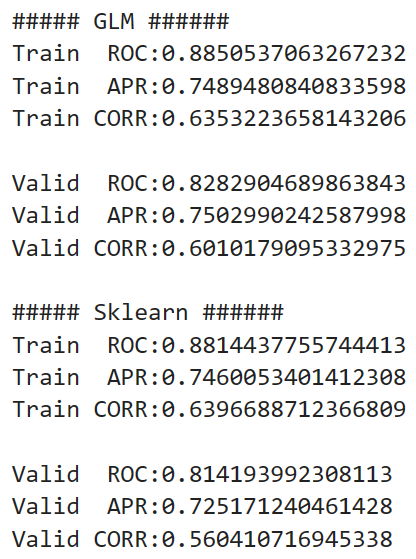 ##### GLM ######
Train  ROC:0.8850537063267232
Train  APR:0.7489480840833598
Train CORR:0.6353223658143206

Valid  ROC:0.8282904689863843
Valid  APR:0.7502990242587998
Valid CORR:0.6010179095332975

##### Sklearn ######
Train  ROC:0.8814437755744413
Train  APR:0.7460053401412308
Train CORR:0.6396688712366809

Valid  ROC:0.814193992308113
Valid  APR:0.725171240461428
Valid CORR:0.560410716945338